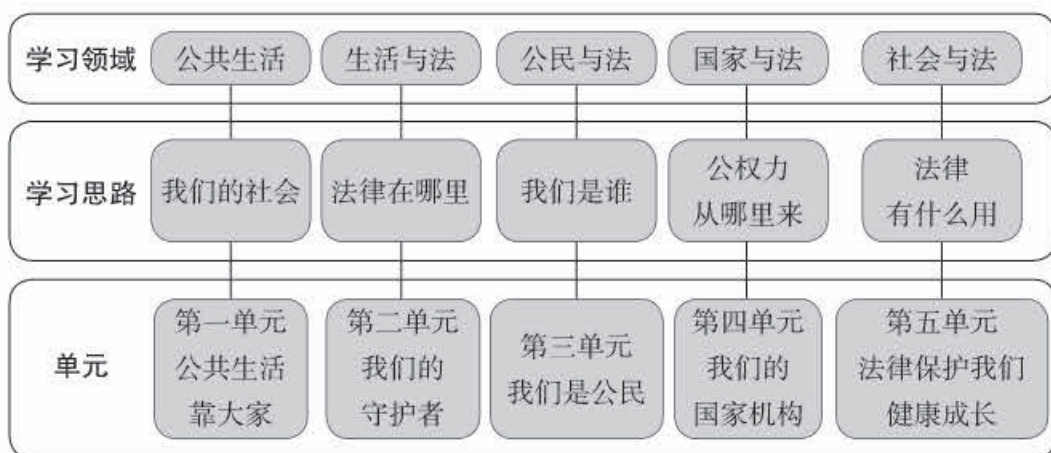 学习领域 公共生活 生活与法 公民与法 国家与法 社会与法
学习思路 我们的社会 法律在哪里 我们是谁 公权力 从哪里来 法律 有什么用
单元
第一单元
公共生活
靠大家
第二单元
我们的
守护者
第三单元
我们是公民
第四单元
我们的
国家机构
第五单元
法律保护我们
健康成长